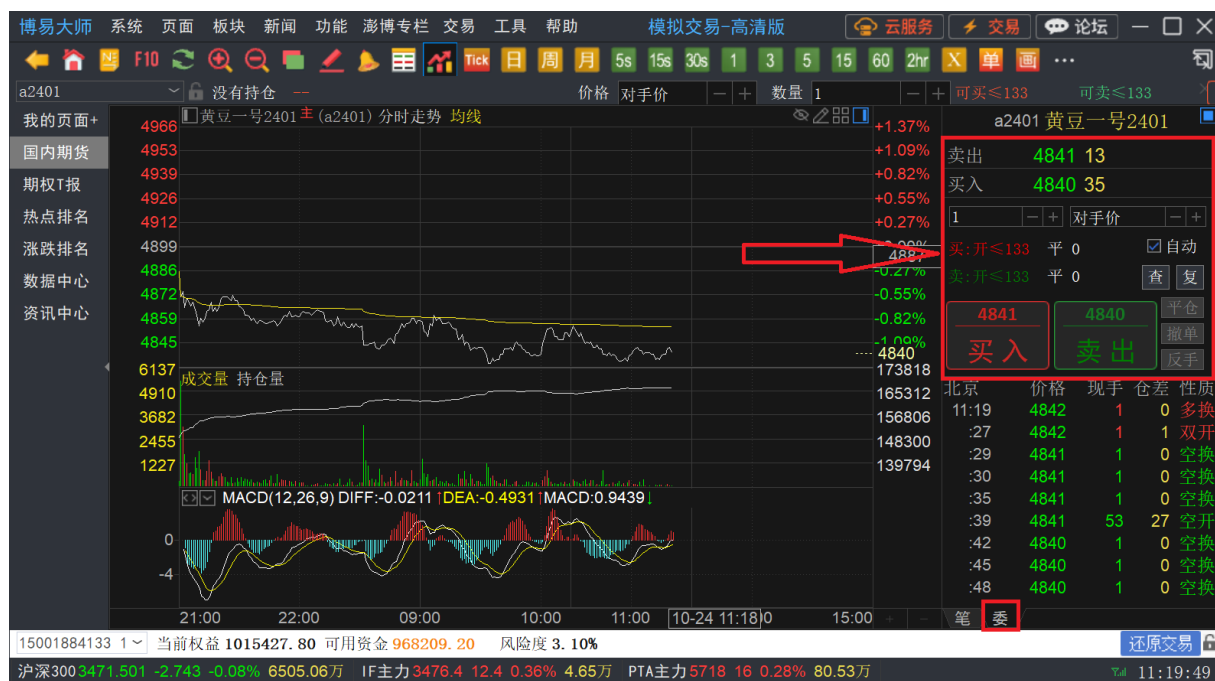 博易大师 系统 页面 板块 新闻 功能 澎博专栏 交易 工具 帮助 模拟交易-高清版 云服务 交易 论坛
F10 Tick 日 周 月 5s 15s 30s 1 3 5 15 60 2hr X 单 画 ···
a2401 没有持仓 -- 价格 对手价 - + 数量 1 - + 可买≤133 可卖≤133
我的页面+
国内期货
期权T报
热点排名
涨跌排名
数据中心
资讯中心
黄豆一号2401 主 (a2401) 分时走势 均线
4966 +1.37%
4953 +1.09%
4939 +0.82%
4926 +0.55%
4912 +0.27%
4899
4887
4886 -0.27%
4872 -0.55%
4859 -0.82%
4845 -1.09%
4840
6137 173818
成交量 持仓量
4910 165312
3682 156806
2455 148300
1227 139794
MACD(12,26,9) DIFF:-0.0211↑DEA:-0.4931↑MACD:0.9439↓
0
-4
21:00 22:00 09:00 10:00 11:00 10-24 11:18 15:00 + -
a2401 黄豆一号2401
卖出 4841 13
买入 4840 35
1 - + 对手价 - +
买:开≤133 平 0 自动
卖:开≤133 平 0 查 复
4841 买入
4840 卖出
平仓
撤单
反手
北京 价格 现手 仓差 性质
11:19 4842 1 0 多换
:27 4842 1 1 双开
:29 4841 1 0 空换
:30 4841 1 0 空换
:35 4841 1 0 空换
:39 4841 53 27 空开
:42 4840 1 0 空换
:45 4840 1 0 空换
:48 4840 1 0 空换
笔 委
15001884133 1 当前权益 1015427.80 可用资金 968209.20 风险度 3.10% 还原交易
沪深300 3471.501 -2.743 -0.08% 6505.06万 IF主力 3476.4 12.4 0.36% 4.65万 PTA主力 5718 16 0.28% 80.53万 11:19:49